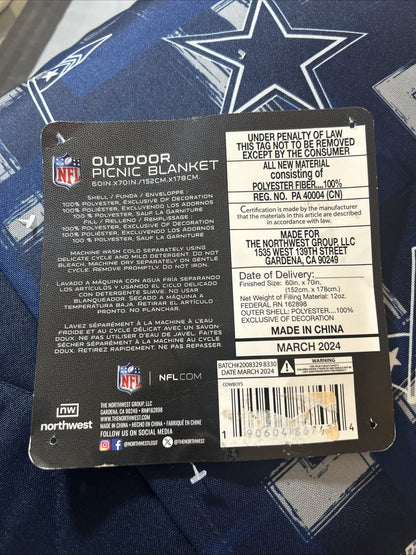 NFL
OUTDOOR
PICNIC BLANKET
60IN.X70IN./152CM.X178CM.
SHELL / FUNDA / ENVELOPPE :
100% POLYESTER, EXCLUSIVE OF DECORATION
100% POLIÉSTER, EXCLUYENDO LOS ADORNOS
100 % POLYESTER, SAUF LA GARNITURE
FILL / RELLENO / REMPLISSAGE :
100% POLYESTER, EXCLUSIVE OF DECORATION
100% POLIÉSTER, EXCLUYENDO LOS ADORNOS
100 % POLYESTER, SAUF LA GARNITURE
MACHINE WASH COLD SEPARATELY USING
DELICATE CYCLE AND MILD DETERGENT. DO NOT
BLEACH. MACHINE DRY SEPARATELY ON GENTLE
CYCLE. REMOVE PROMPTLY. DO NOT IRON.
LAVADO A MÁQUINA CON AGUA FRÍA SEPARANDO
LOS ARTÍCULOS Y USANDO EL CICLO DELICADO
CON DETERGENTE SUAVE. NO USAR
BLANQUEADOR. SECADO A MÁQUINA A
TEMPERATURA BAJA. RETIRAR EL ARTÍCULO
PRONTO. NO PLANCHAR.
LAVEZ SÉPARÉMENT À LA MACHINE À L'EAU
FROIDE ET AU CYCLE DÉLICAT AVEC UN SAVON
DOUX. NE PAS UTILISER D'EAU DE JAVEL. FAITES
SÉCHER SÉPARÉMENT À LA MACHINE AU CYCLE
DOUX. RETIREZ RAPIDEMENT. NE PAS REPASSER.
NFL
NFL.COM
nw
northwest
THE NORTHWEST GROUP, LLC
GARDENA, CA 90249 • RN#162898
WWW.THENORTHWEST.COM
MADE IN CHINA • HECHO EN CHINA • FABRIQUÉ EN CHINE
FOLLOW US ON SOCIAL MEDIA
@THENORTHWESTLEGIT
@THENORTHWEST
UNDER PENALTY OF LAW
THIS TAG NOT TO BE REMOVED
EXCEPT BY THE CONSUMER
ALL NEW MATERIAL
consisting of
POLYESTER FIBER....100%
REG. NO. PA 40004 (CN)
Certification is made by the manufacturer
that the materials in this article are described
in accordance with law.
MADE FOR
THE NORTHWEST GROUP LLC
1535 WEST 139TH STREET
GARDENA, CA 90249
Date of Delivery:
Finished Size: 60in. x 70in.
(152cm. x 178cm.)
Net Weight of Filling Material: 12oz.
FEDERAL RN 162898
OUTER SHELL: POLYESTER....100%
EXCLUSIVE OF DECORATION
MADE IN CHINA
MARCH 2024
BATCH#2008329 8330
DATE MARCH 2024
WARNING
COWBOYS